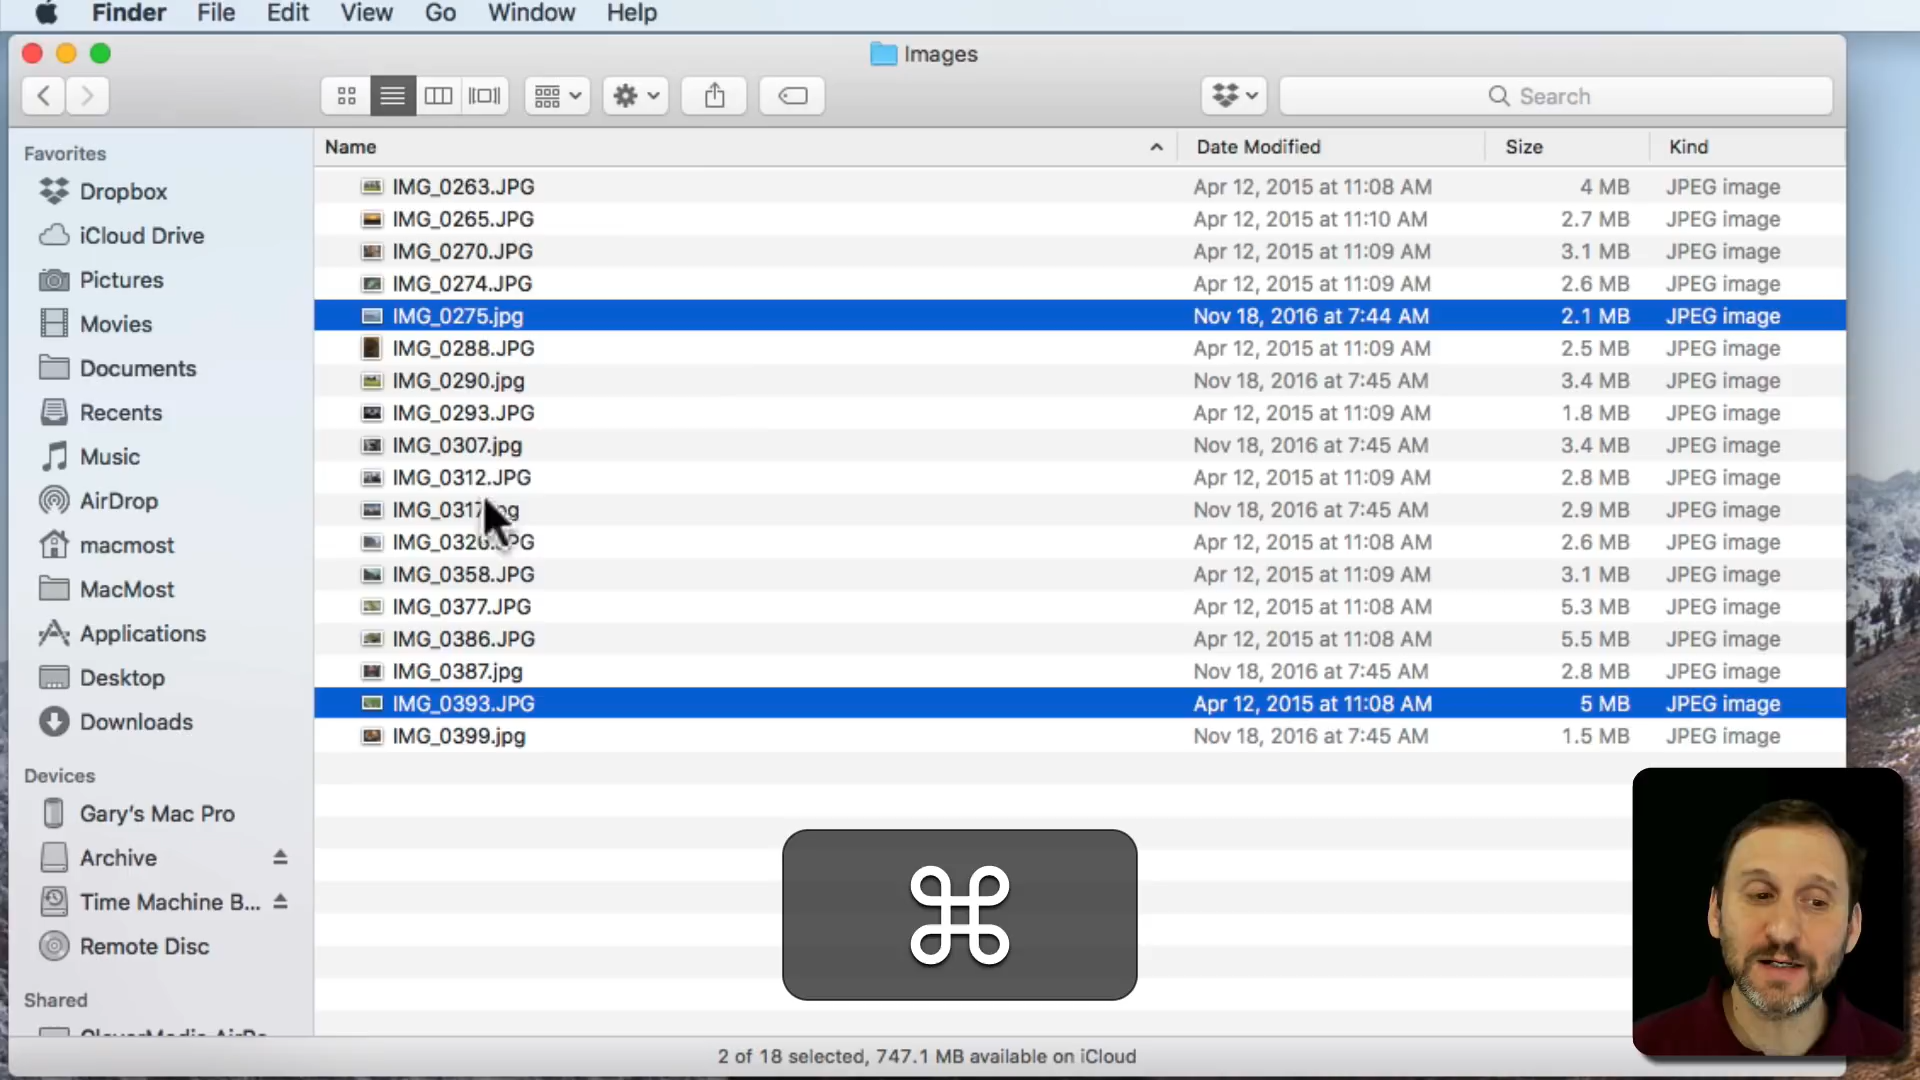 Finder File Edit View Go Window Help
Images
Search
Favorites
Dropbox
iCloud Drive
Pictures
Movies
Documents
Recents
Music
AirDrop
macmost
MacMost
Applications
Desktop
Downloads
Devices
Gary's Mac Pro
Archive
Time Machine B...
Remote Disc
Shared
Name Date Modified Size Kind
IMG_0263.JPG Apr 12, 2015 at 11:08 AM 4 MB JPEG image
IMG_0265.JPG Apr 12, 2015 at 11:10 AM 2.7 MB JPEG image
IMG_0270.JPG Apr 12, 2015 at 11:09 AM 3.1 MB JPEG image
IMG_0274.JPG Apr 12, 2015 at 11:09 AM 2.6 MB JPEG image
IMG_0275.jpg Nov 18, 2016 at 7:44 AM 2.1 MB JPEG image
IMG_0288.JPG Apr 12, 2015 at 11:09 AM 2.5 MB JPEG image
IMG_0290.jpg Nov 18, 2016 at 7:45 AM 3.4 MB JPEG image
IMG_0293.JPG Apr 12, 2015 at 11:09 AM 1.8 MB JPEG image
IMG_0307.jpg Nov 18, 2016 at 7:45 AM 3.4 MB JPEG image
IMG_0312.JPG Apr 12, 2015 at 11:09 AM 2.8 MB JPEG image
Nov 18, 2016 at 7:45 AM 2.9 MB JPEG image
Apr 12, 2015 at 11:08 AM 2.6 MB JPEG image
IMG_0358.JPG Apr 12, 2015 at 11:09 AM 3.1 MB JPEG image
IMG_0377.JPG Apr 12, 2015 at 11:08 AM 5.3 MB JPEG image
IMG_0386.JPG Apr 12, 2015 at 11:08 AM 5.5 MB JPEG image
IMG_0387.jpg Nov 18, 2016 at 7:45 AM 2.8 MB JPEG image
IMG_0393.JPG Apr 12, 2015 at 11:08 AM 5 MB JPEG image
IMG_0399.jpg Nov 18, 2016 at 7:45 AM 1.5 MB JPEG image
⌘
2 of 18 selected, 747.1 MB available on iCloud